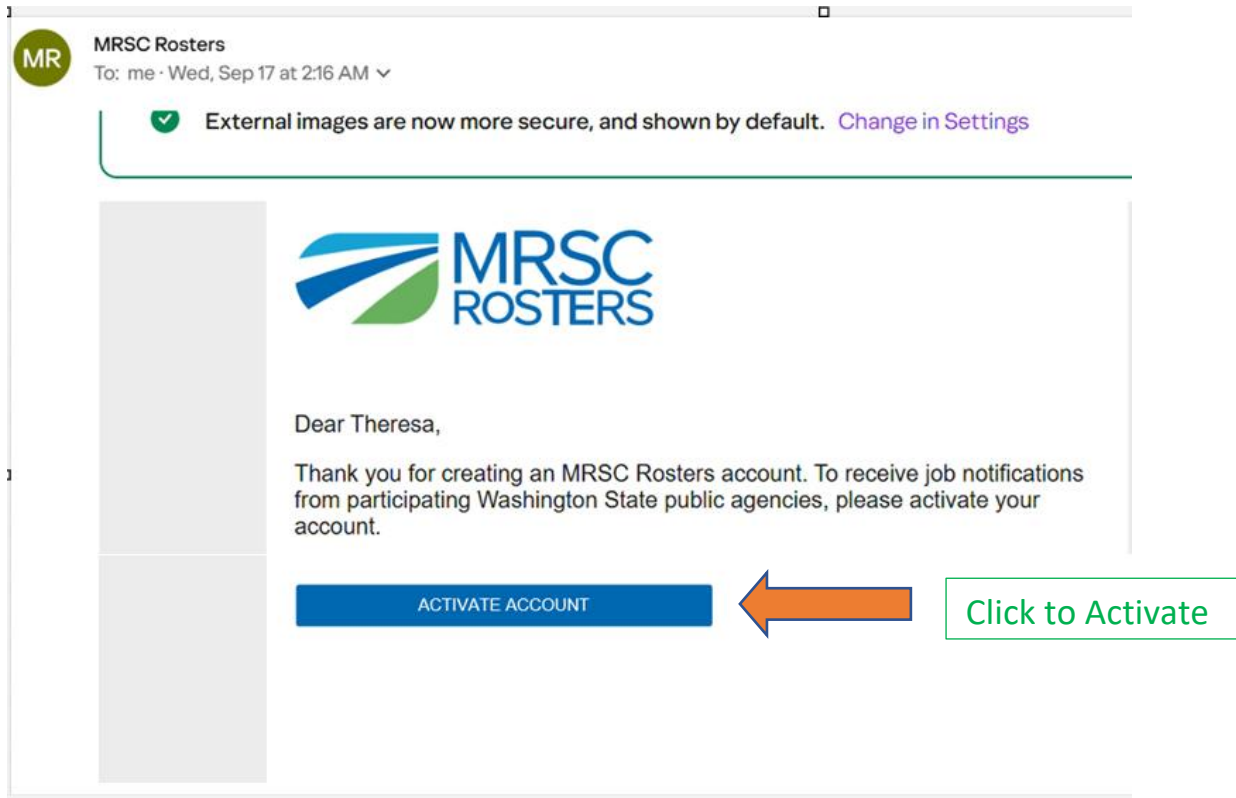 MR
MRSC Rosters
To: me · Wed, Sep 17 at 2:16 AM
External images are now more secure, and shown by default. Change in Settings
MRSC
ROSTERS
Dear Theresa,
Thank you for creating an MRSC Rosters account. To receive job notifications
from participating Washington State public agencies, please activate your
account.
ACTIVATE ACCOUNT
Click to Activate